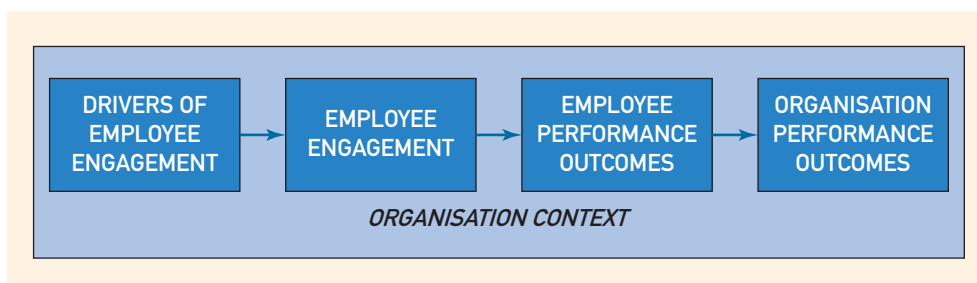 DRIVERS OF
EMPLOYEE
ENGAGEMENT
EMPLOYEE
ENGAGEMENT
EMPLOYEE
PERFORMANCE
OUTCOMES
ORGANISATION
PERFORMANCE
OUTCOMES
ORGANISATION CONTEXT